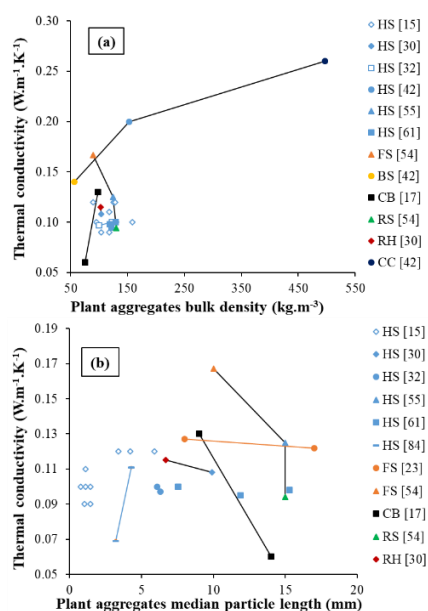 (a)
Thermal conductivity (W.m⁻¹.K⁻¹)
0.30
0.25
0.20
0.15
0.10
0.05
50 150 250 350 450 550
Plant aggregates bulk density (kg.m⁻³)
HS [15]
HS [30]
HS [32]
HS [42]
HS [55]
HS [61]
FS [54]
BS [42]
CB [17]
RS [54]
RH [30]
CC [42]
(b)
Thermal conductivity (W.m⁻¹.K⁻¹)
0.19
0.17
0.15
0.13
0.11
0.09
0.07
0.05
0 5 10 15 20
Plant aggregates median particle length (mm)
HS [15]
HS [30]
HS [32]
HS [55]
HS [61]
HS [84]
FS [23]
FS [54]
CB [17]
RS [54]
RH [30]